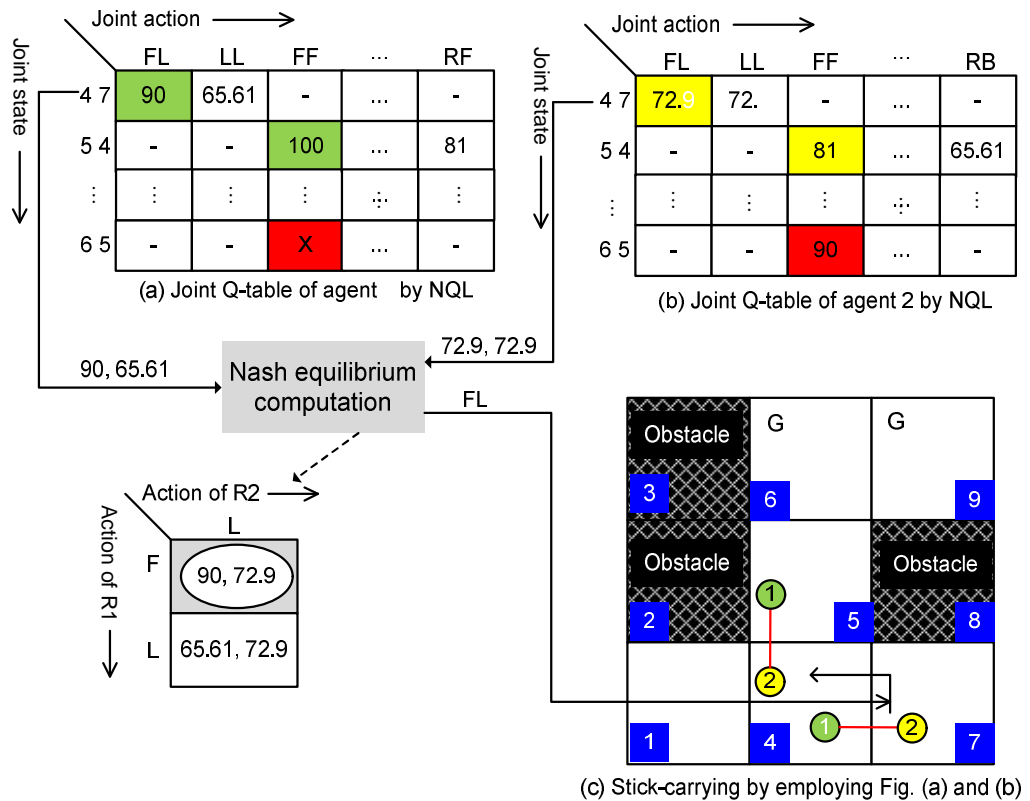 Joint action
Joint state
FL LL FF ... RF
4 7 90 65.61 - ... -
5 4 - - 100 ... 81
⋮ ⋮ ⋮ ⋮ ⋮ ⋮
6 5 - - X ... -
(a) Joint Q-table of agent by NQL
Joint action
Joint state
FL LL FF ... RB
4 7 72.9 72. - ... -
5 4 - - 81 ... 65.61
⋮ ⋮ ⋮ ⋮ ⋮ ⋮
6 5 - - 90 ... -
(b) Joint Q-table of agent 2 by NQL
90, 65.61
Nash equilibrium
computation
72.9, 72.9
FL
Action of R2
Action of R1
L
F 90, 72.9
L 65.61, 72.9
Obstacle G G
3 6 9
Obstacle Obstacle
1
2 5 8
2
1 2
1 4 7
(c) Stick-carrying by employing Fig. (a) and (b)